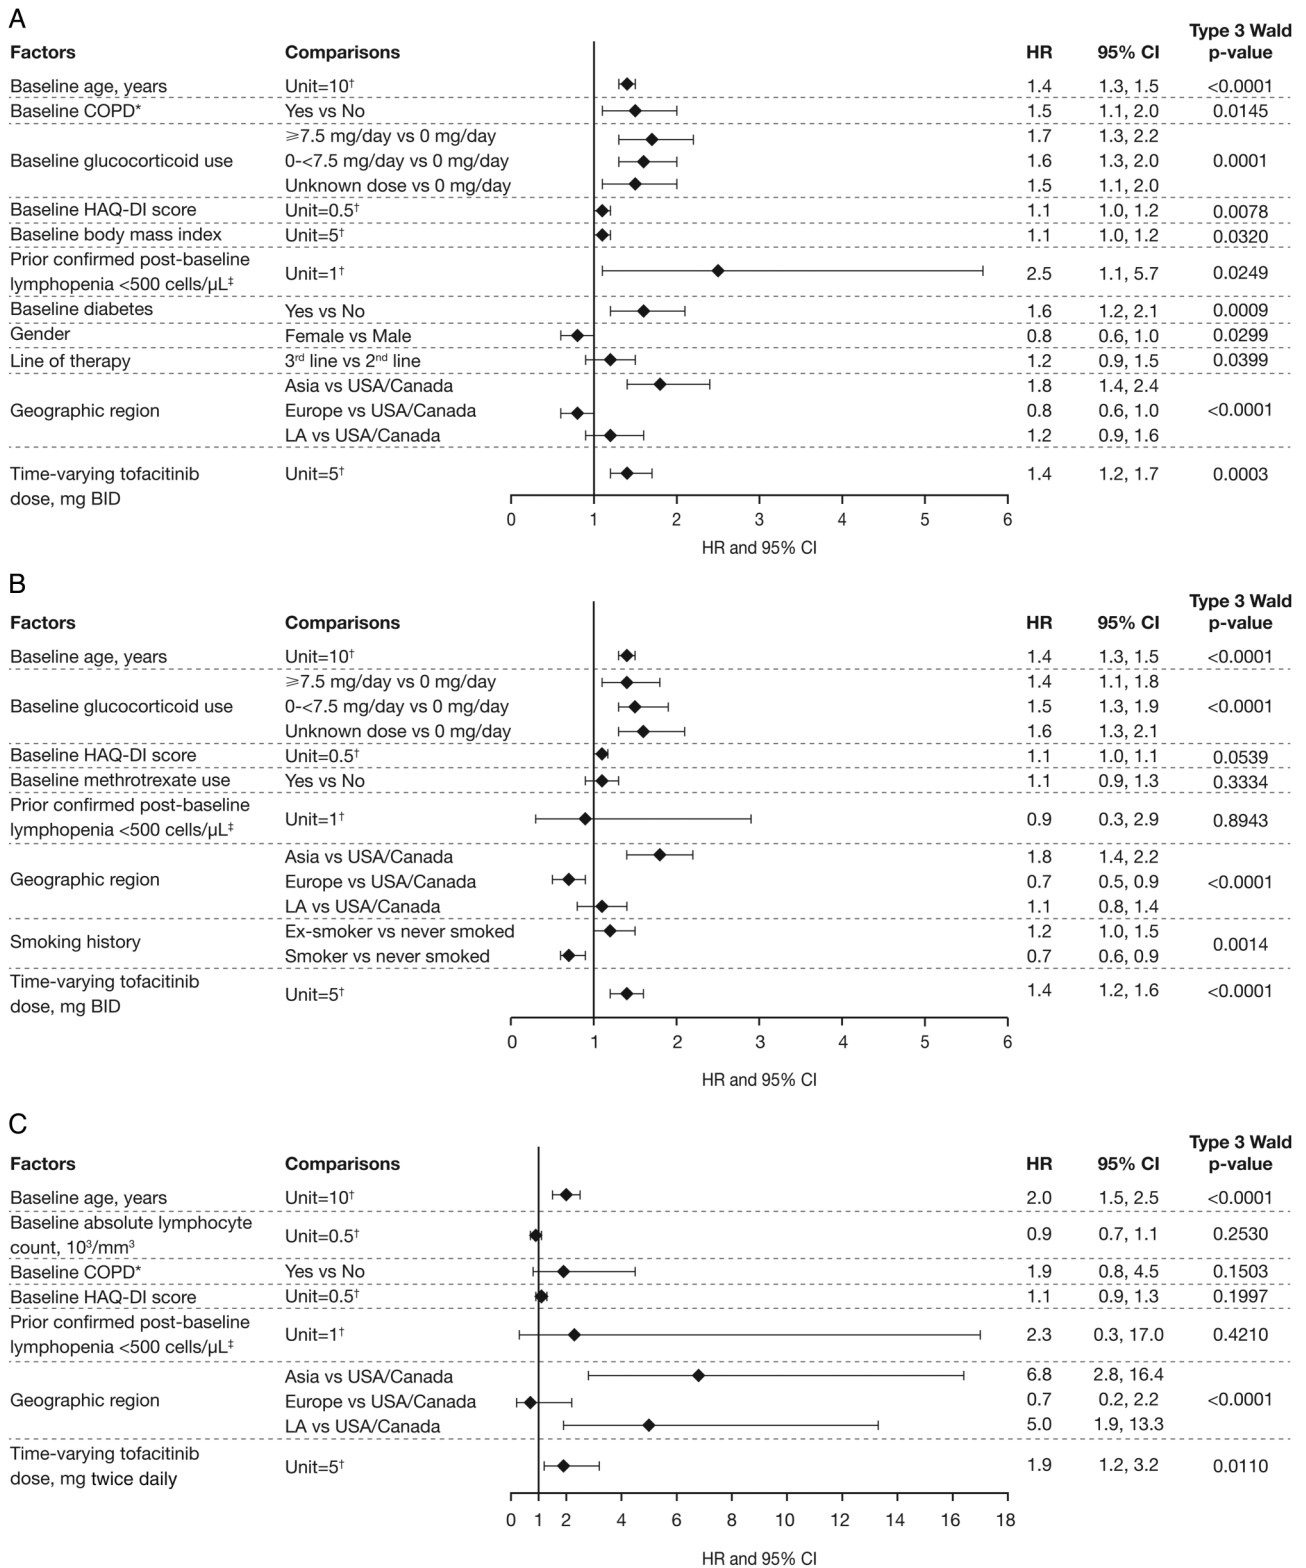 A
Type 3 Wald
Factors Comparisons HR 95% CI p-value
Baseline age, years Unit=10† 1.4 1.3, 1.5 <0.0001
Baseline COPD* Yes vs No 1.5 1.1, 2.0 0.0145
⩾7.5 mg/day vs 0 mg/day 1.7 1.3, 2.2
Baseline glucocorticoid use 0-<7.5 mg/day vs 0 mg/day 1.6 1.3, 2.0 0.0001
Unknown dose vs 0 mg/day 1.5 1.1, 2.0
Baseline HAQ-DI score Unit=0.5† 1.1 1.0, 1.2 0.0078
Baseline body mass index Unit=5† 1.1 1.0, 1.2 0.0320
Prior confirmed post-baseline
lymphopenia <500 cells/µL‡ Unit=1† 2.5 1.1, 5.7 0.0249
Baseline diabetes Yes vs No 1.6 1.2, 2.1 0.0009
Gender Female vs Male 0.8 0.6, 1.0 0.0299
Line of therapy 3rd line vs 2nd line 1.2 0.9, 1.5 0.0399
Asia vs USA/Canada 1.8 1.4, 2.4
Geographic region Europe vs USA/Canada 0.8 0.6, 1.0 <0.0001
LA vs USA/Canada 1.2 0.9, 1.6
Time-varying tofacitinib Unit=5† 1.4 1.2, 1.7 0.0003
dose, mg BID
0 1 2 3 4 5 6
HR and 95% CI
B
Type 3 Wald
Factors Comparisons HR 95% CI p-value
Baseline age, years Unit=10† 1.4 1.3, 1.5 <0.0001
⩾7.5 mg/day vs 0 mg/day 1.4 1.1, 1.8
Baseline glucocorticoid use 0-<7.5 mg/day vs 0 mg/day 1.5 1.3, 1.9 <0.0001
Unknown dose vs 0 mg/day 1.6 1.3, 2.1
Baseline HAQ-DI score Unit=0.5† 1.1 1.0, 1.1 0.0539
Baseline methrotrexate use Yes vs No 1.1 0.9, 1.3 0.3334
Prior confirmed post-baseline
lymphopenia <500 cells/µL‡ Unit=1† 0.9 0.3, 2.9 0.8943
Asia vs USA/Canada 1.8 1.4, 2.2
Geographic region Europe vs USA/Canada 0.7 0.5, 0.9 <0.0001
LA vs USA/Canada 1.1 0.8, 1.4
Ex-smoker vs never smoked 1.2 1.0, 1.5
Smoking history 0.0014
Smoker vs never smoked 0.7 0.6, 0.9
Time-varying tofacitinib
dose, mg BID Unit=5† 1.4 1.2, 1.6 <0.0001
0 1 2 3 4 5 6
HR and 95% CI
C
Type 3 Wald
Factors Comparisons HR 95% CI p-value
Baseline age, years Unit=10† 2.0 1.5, 2.5 <0.0001
Baseline absolute lymphocyte
count, 10³/mm³ Unit=0.5† 0.9 0.7, 1.1 0.2530
Baseline COPD* Yes vs No 1.9 0.8, 4.5 0.1503
Baseline HAQ-DI score Unit=0.5† 1.1 0.9, 1.3 0.1997
Prior confirmed post-baseline
lymphopenia <500 cells/µL‡ Unit=1† 2.3 0.3, 17.0 0.4210
Asia vs USA/Canada 6.8 2.8, 16.4
Geographic region Europe vs USA/Canada 0.7 0.2, 2.2 <0.0001
LA vs USA/Canada 5.0 1.9, 13.3
Time-varying tofacitinib
dose, mg twice daily Unit=5† 1.9 1.2, 3.2 0.0110
0 1 2 4 6 8 10 12 14 16 18
HR and 95% CI